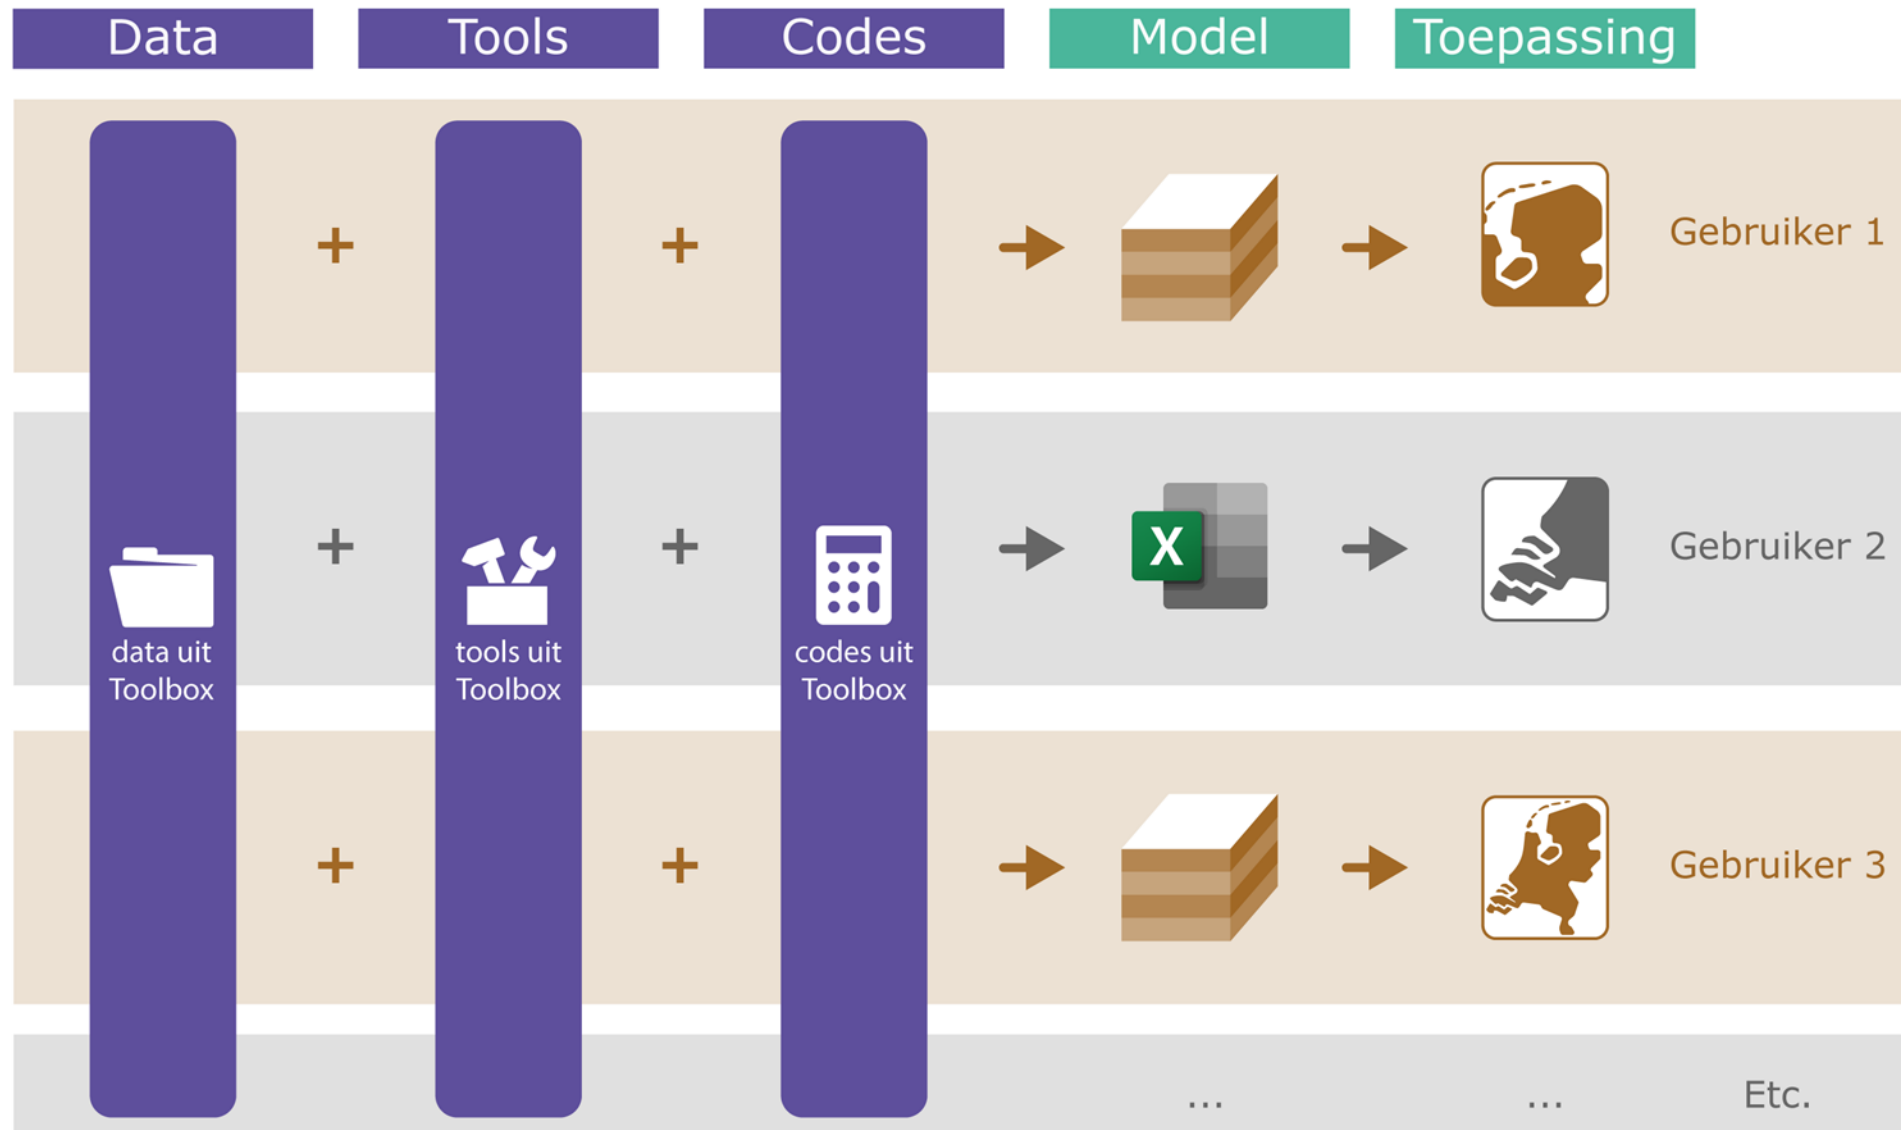 Data
Tools
Codes
Model
Toepassing
Gebruiker 1
data uit
Toolbox
tools uit
Toolbox
codes uit
Toolbox
X
Gebruiker 2
Gebruiker 3
...
...
Etc.